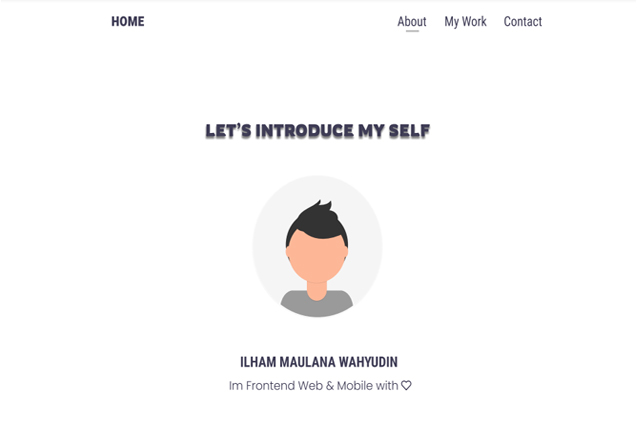 HOME
About My Work Contact
LET'S INTRODUCE MY SELF
ILHAM MAULANA WAHYUDIN
Im Frontend Web & Mobile with ♡